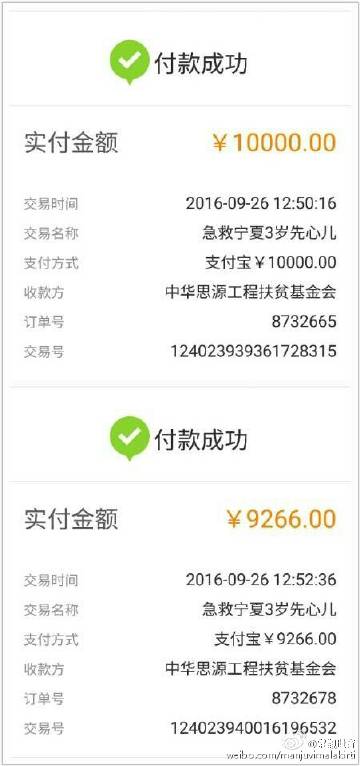 付款成功
实付金额 ￥10000.00
交易时间 2016-09-26 12:50:16
交易名称 急救宁夏3岁先心儿
支付方式 支付宝￥10000.00
收款方 中华思源工程扶贫基金会
订单号 8732665
交易号 124023939361728315
付款成功
实付金额 ￥9266.00
交易时间 2016-09-26 12:52:36
交易名称 急救宁夏3岁先心儿
支付方式 支付宝￥9266.00
收款方 中华思源工程扶贫基金会
订单号 8732678
交易号 124023940016196532
weibo.com/manjuvimalakirti